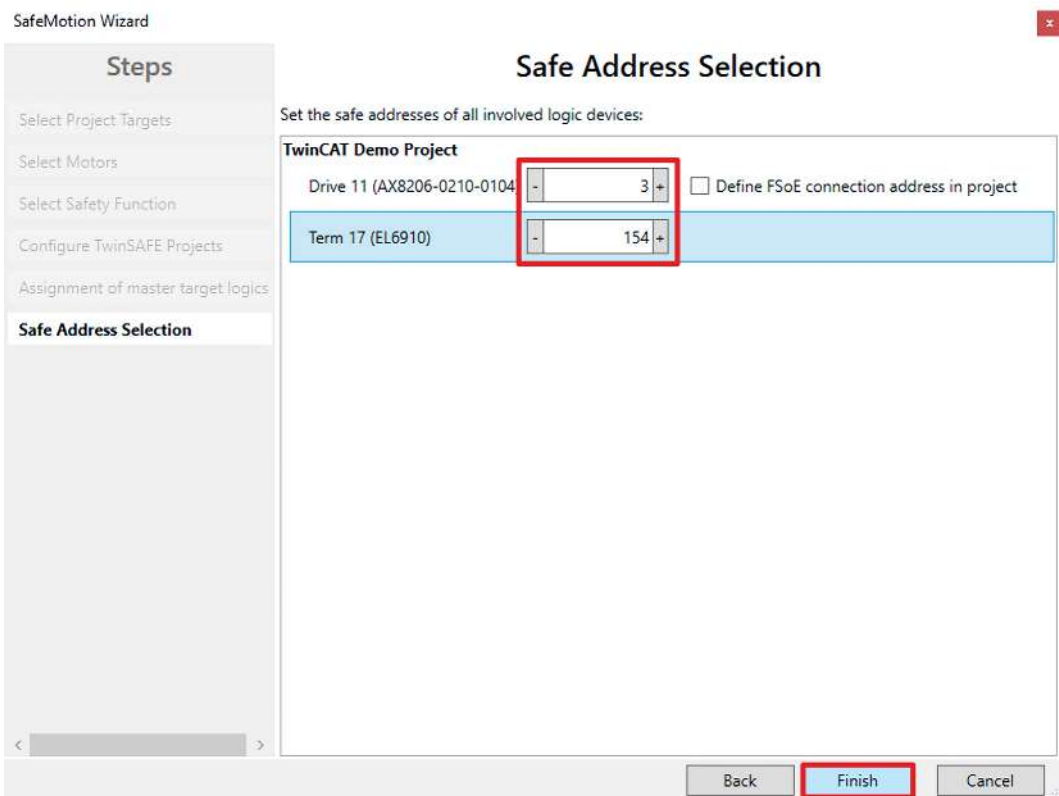 SafeMotion Wizard
x
Steps
Select Project Targets
Select Motors
Select Safety Function
Configure TwinSAFE Projects
Assignment of master target logics
Safe Address Selection
Safe Address Selection
Set the safe addresses of all involved logic devices:
TwinCAT Demo Project
Drive 11 (AX8206-0210-0104) - 3 + Define FSoE connection address in project
Term 17 (EL6910) - 154 +
< >
Back Finish Cancel